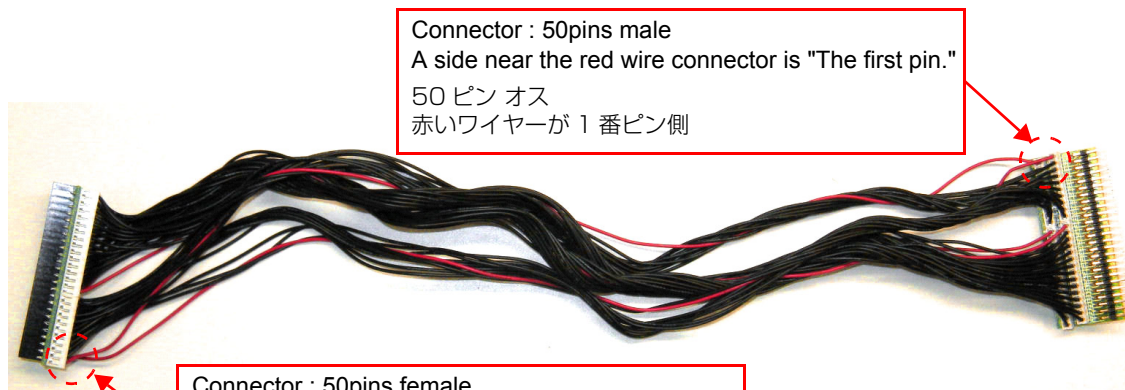 Connector : 50pins male
A side near the red wire connector is "The first pin."
50 ピン オス
赤いワイヤーが 1 番ピン側
Connector : 50pins female